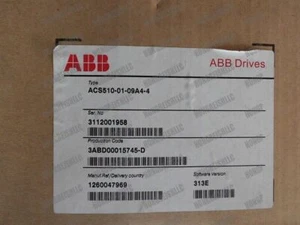 ABB
ABB Drives
Type
ACS510-01-09A4-4
Ser. No
3112001958
Production Code
3ABD00015745-D
Manuf. Ref./Delivery country
Software version
1260047969
313E